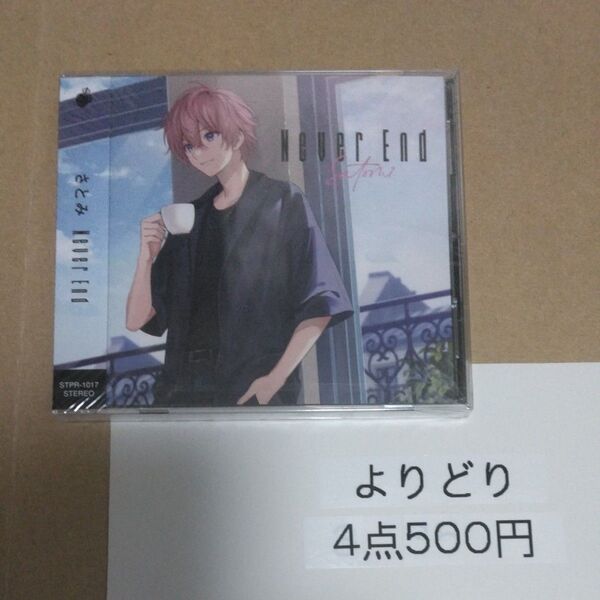 Never End
Satomi
さとみ Never End
STPR-1017
STEREO
よりどり
4点500円